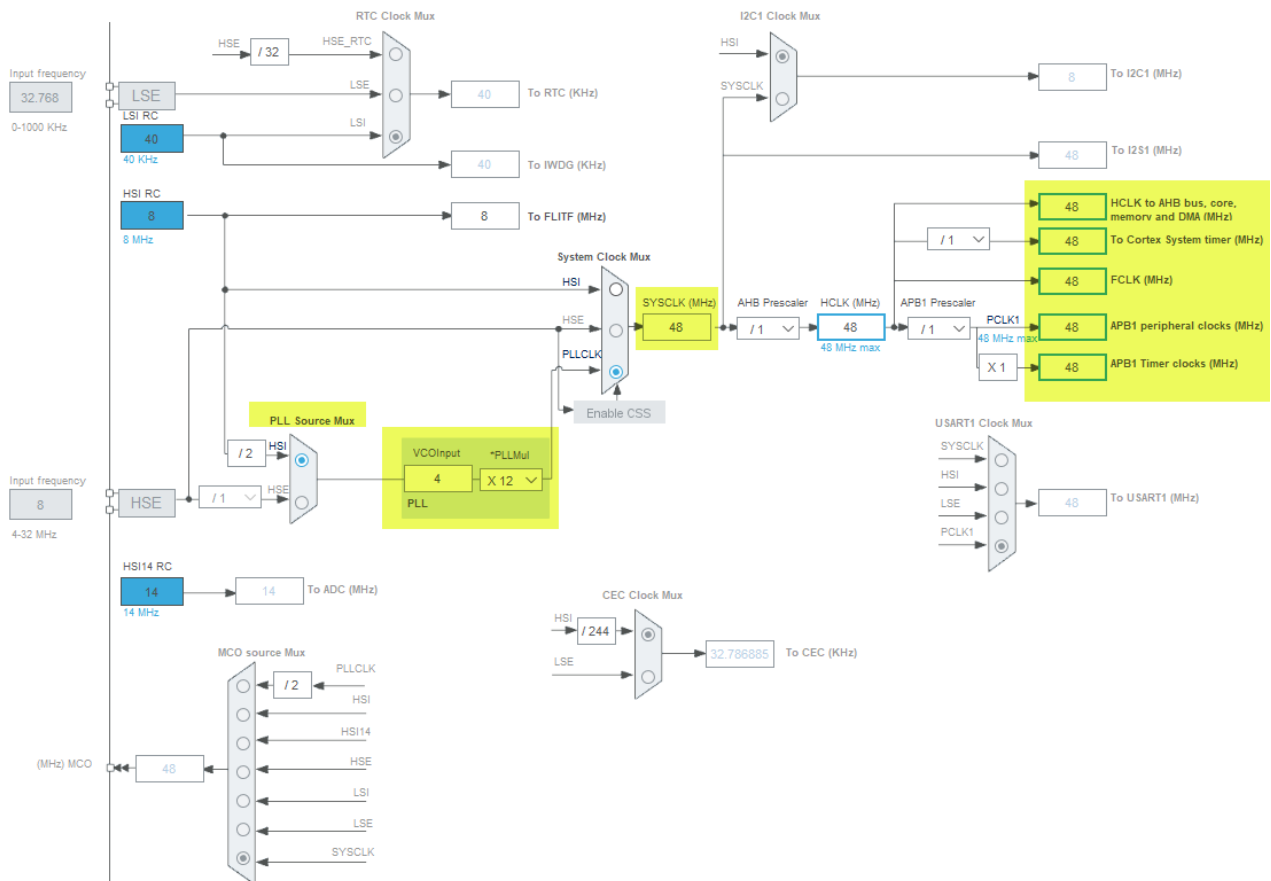 RTC Clock Mux
I2C1 Clock Mux
HSE
/ 32
HSE_RTC
HSI
Input frequency
32.768
0-1000 KHz
LSE
LSE
40
To RTC (KHz)
8
To I2C1 (MHz)
SYSCLK
LSI RC
40
40 KHz
LSI
40
To IWDG (KHz)
48
To I2S1 (MHz)
HSI RC
8
8 MHz
8
To FLITF (MHz)
48
HCLK to AHB bus, core,
memory and DMA (MHz)
/ 1
48
To Cortex System timer (MHz)
System Clock Mux
HSI
48
FCLK (MHz)
SYSCLK (MHz)
AHB Prescaler
HCLK (MHz)
APB1 Prescaler
HSE
48
/ 1
48
48 MHz max
/ 1
PCLK1
48 MHz max
48
APB1 peripheral clocks (MHz)
PLLCLK
X 1
48
APB1 Timer clocks (MHz)
Enable CSS
PLL Source Mux
USART1 Clock Mux
/ 2
HSI
VCOInput
*PLLMul
4
X 12
PLL
SYSCLK
HSI
LSE
PCLK1
48
To USART1 (MHz)
Input frequency
8
4-32 MHz
HSE
/ 1
HSE
HSI14 RC
14
14 MHz
14
To ADC (MHz)
CEC Clock Mux
HSI
/ 244
LSE
32.786885
To CEC (KHz)
MCO source Mux
/ 2
PLLCLK
HSI
HSI14
HSE
LSI
LSE
SYSCLK
(MHz) MCO
48